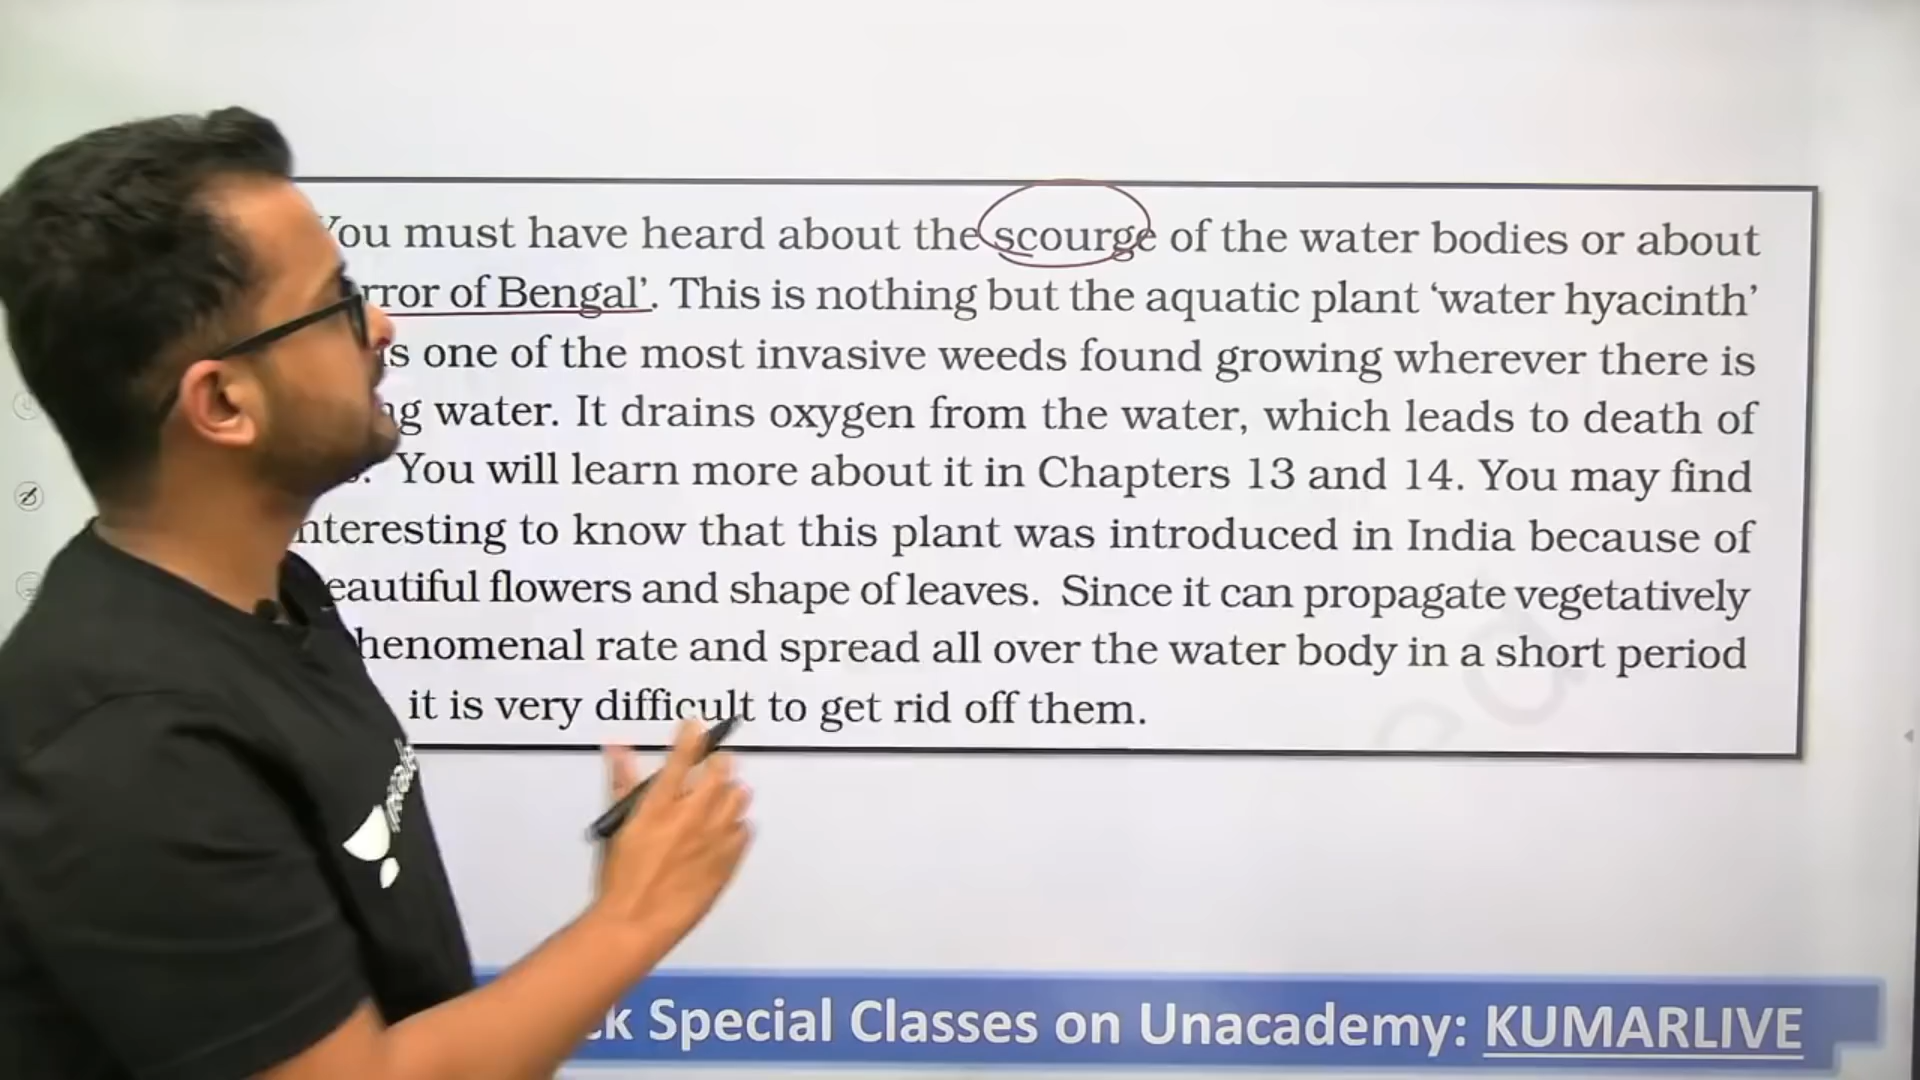 You must have heard about the scourge of the water bodies or about
rror of Bengal’. This is nothing but the aquatic plant ‘water hyacinth’
is one of the most invasive weeds found growing wherever there is
ng water. It drains oxygen from the water, which leads to death of
You will learn more about it in Chapters 13 and 14. You may find
nteresting to know that this plant was introduced in India because of
eautiful flowers and shape of leaves. Since it can propagate vegetatively
henomenal rate and spread all over the water body in a short period
it is very difficult to get rid off them.
ck Special Classes on Unacademy: KUMARLIVE